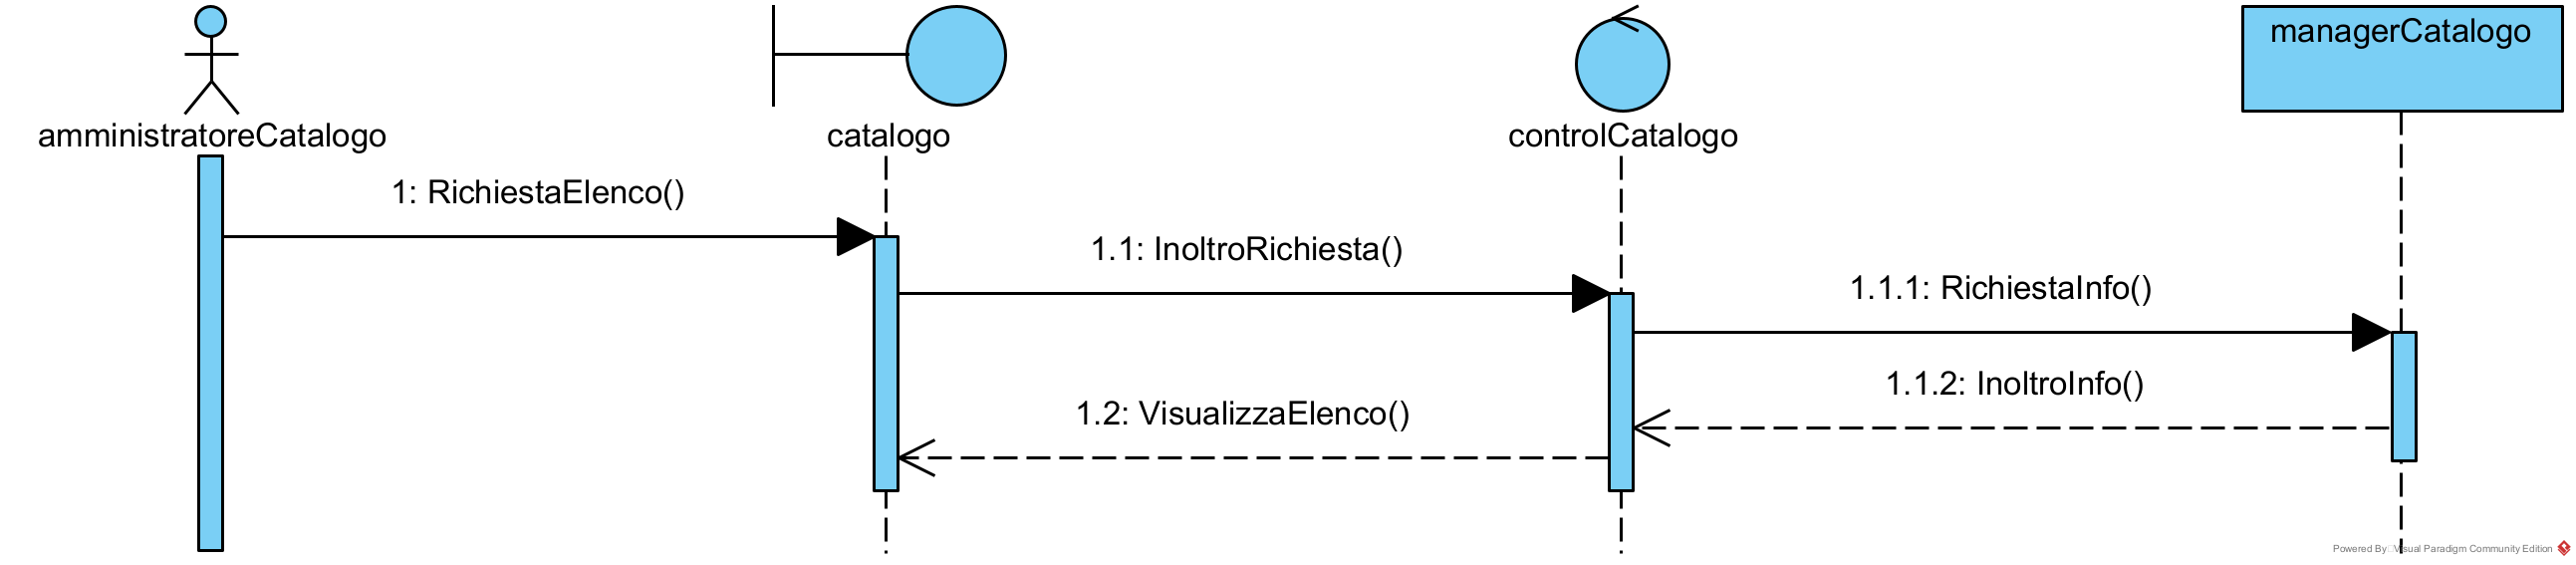 managerCatalogo
amministratoreCatalogo
catalogo
controlCatalogo
1: RichiestaElenco()
1.1: InoltroRichiesta()
1.1.1: RichiestaInfo()
1.1.2: InoltroInfo()
1.2: VisualizzaElenco()
Powered By Visual Paradigm Community Edition